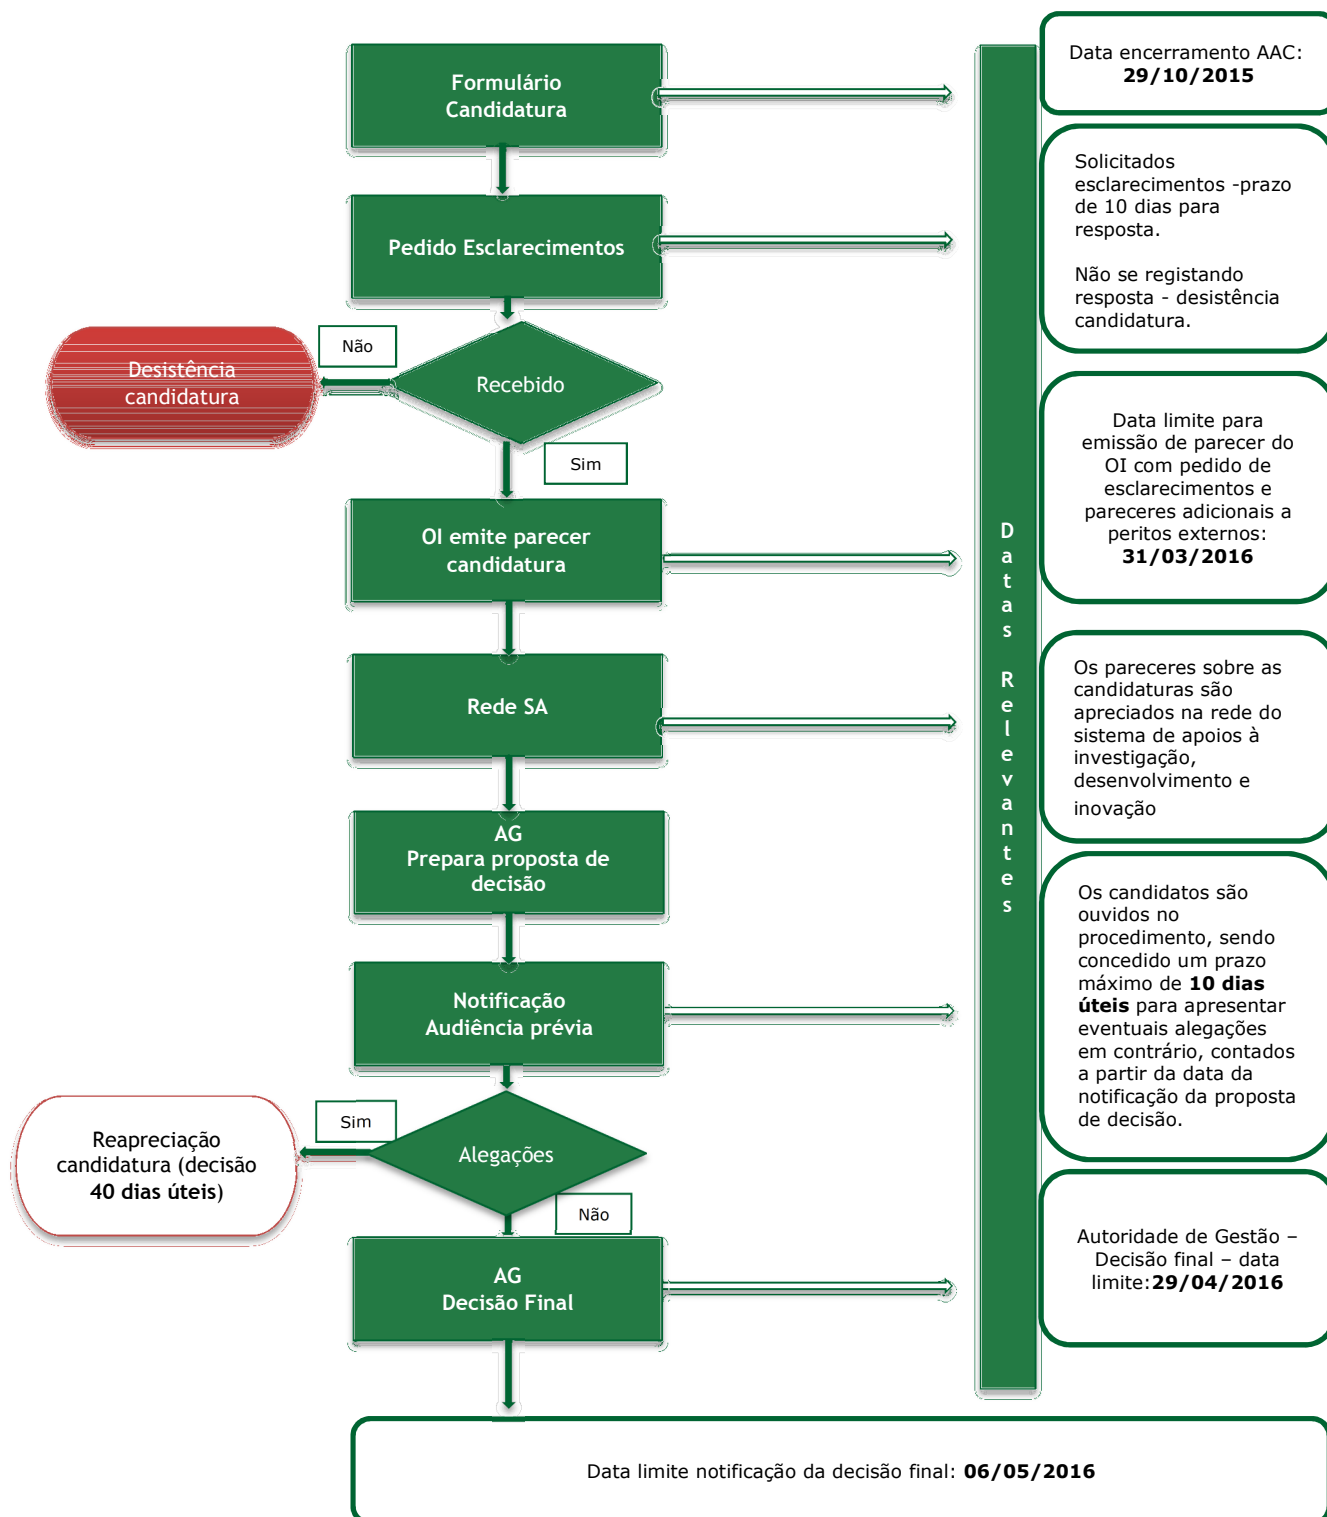 Formulário
Candidatura
Data encerramento AAC:
29/10/2015
Pedido Esclarecimentos
Solicitados
esclarecimentos -prazo
de 10 dias para
resposta.
Não se registando
resposta - desistência
candidatura.
Não
Desistência
candidatura
Recebido
Sim
Data limite para
emissão de parecer do
OI com pedido de
esclarecimentos e
pareceres adicionais a
peritos externos:
31/03/2016
OI emite parecer
candidatura
Datas Relevantes
Rede SA
Os pareceres sobre as
candidaturas são
apreciados na rede do
sistema de apoios à
investigação,
desenvolvimento e
inovação
AG
Prepara proposta de
decisão
Notificação
Audiência prévia
Os candidatos são
ouvidos no
procedimento, sendo
concedido um prazo
máximo de 10 dias
úteis para apresentar
eventuais alegações
em contrário, contados
a partir da data da
notificação da proposta
de decisão.
Sim
Reapreciação
candidatura (decisão
40 dias úteis)
Alegações
Não
AG
Decisão Final
Autoridade de Gestão –
Decisão final – data
limite:29/04/2016
Data limite notificação da decisão final: 06/05/2016